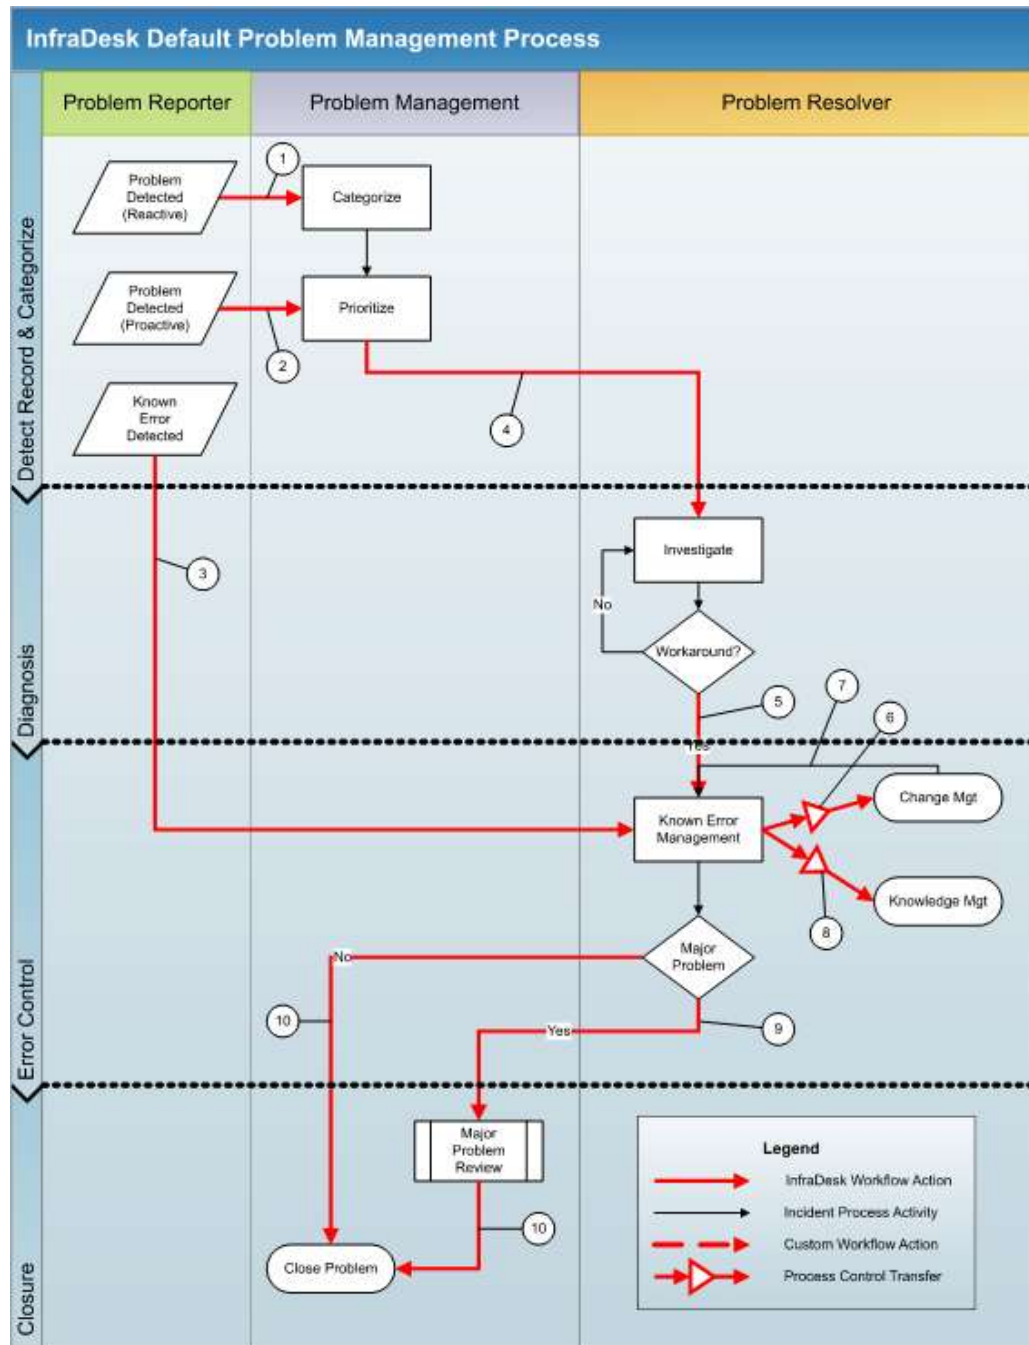 InfraDesk Default Problem Management Process
Problem Reporter
Problem Management
Problem Resolver
Detect Record & Categorize
Problem
Detected
(Reactive)
1
Categorize
Problem
Detected
(Proactive)
2
Prioritize
Known
Error
Detected
4
Diagnosis
3
Investigate
No
Workaround?
5
7
6
Yes
Error Control
Known Error
Management
Change Mgt
Knowledge Mgt
8
Major
Problem
No
10
Yes
9
Closure
Major
Problem
Review
10
Close Problem
Legend
InfraDesk Workflow Action
Incident Process Activity
Custom Workflow Action
Process Control Transfer